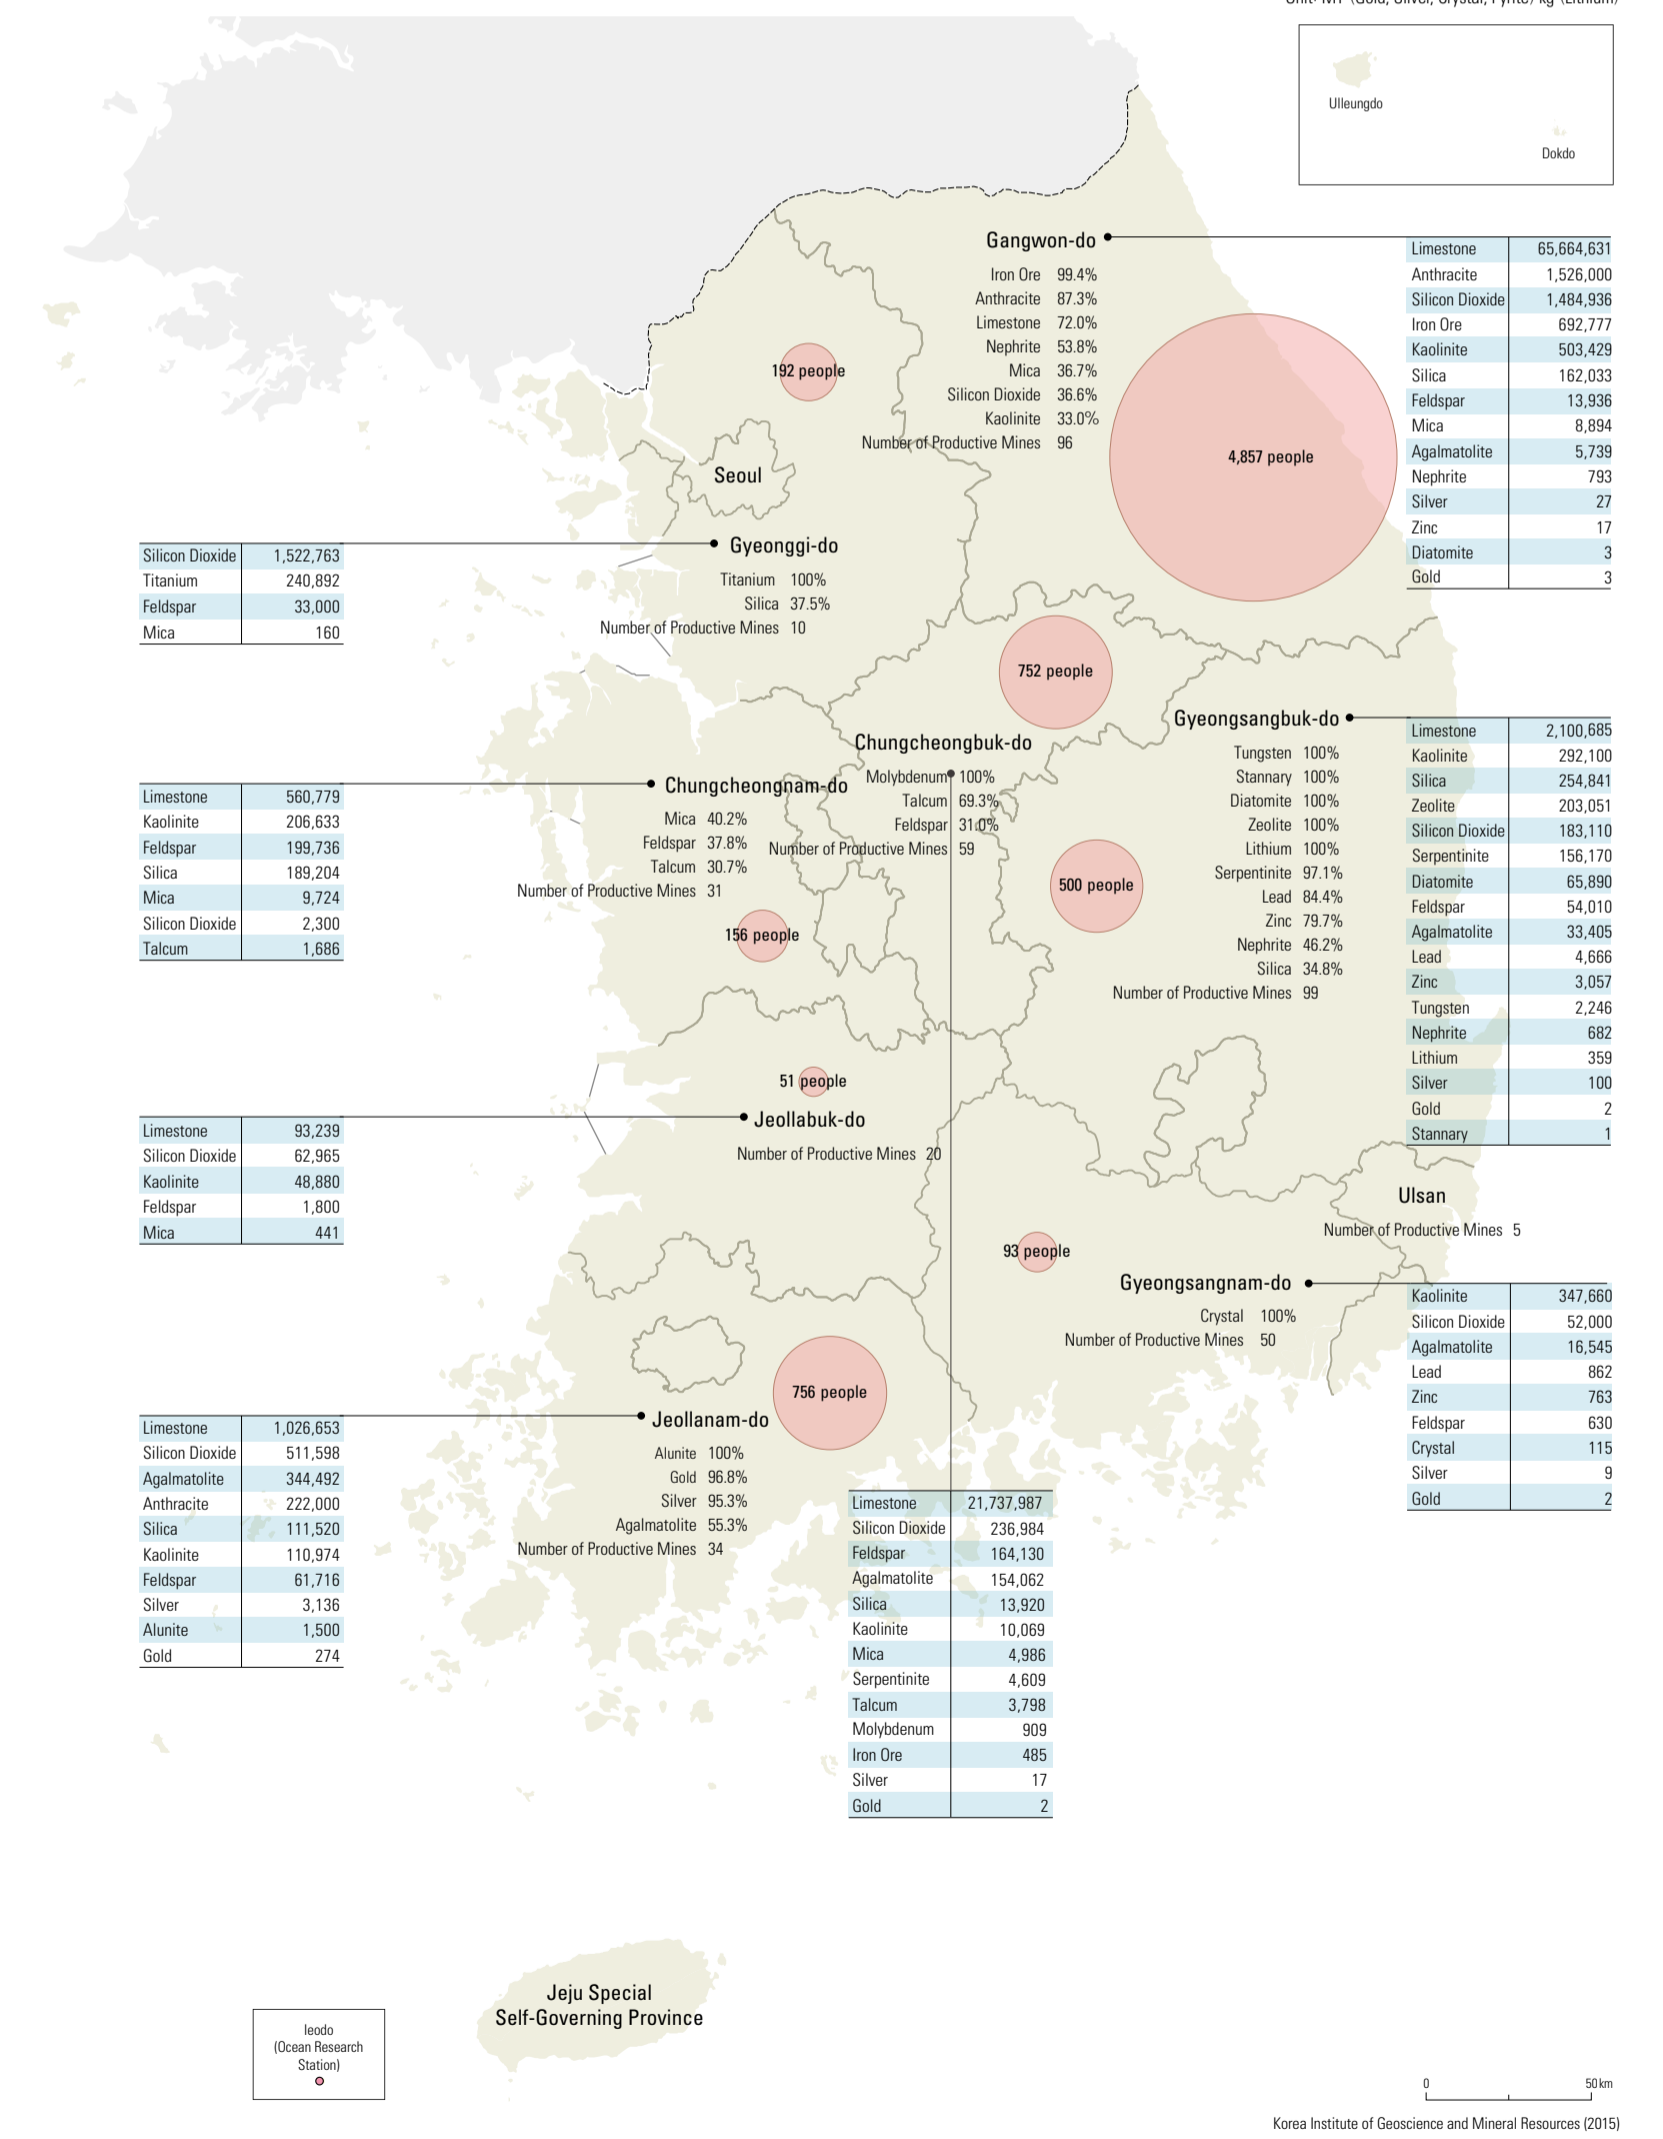 Unit: MT (Gold, Silver, Crystal, Pyrite) kg (Lithium)
Ulleungdo
Dokdo
Gangwon-do
Iron Ore 99.4%
Anthracite 87.3%
Limestone 72.0%
Nephrite 53.8%
Mica 36.7%
Silicon Dioxide 36.6%
Kaolinite 33.0%
Number of Productive Mines 96
4,857 people
Limestone 65,664,631
Anthracite 1,526,000
Silicon Dioxide 1,484,936
Iron Ore 692,777
Kaolinite 503,429
Silica 162,033
Feldspar 13,936
Mica 8,894
Agalmatolite 5,739
Nephrite 793
Silver 27
Zinc 17
Diatomite 3
Gold 3
192 people
Seoul
Gyeonggi-do
Titanium 100%
Silica 37.5%
Number of Productive Mines 10
Silicon Dioxide 1,522,763
Titanium 240,892
Feldspar 33,000
Mica 160
752 people
Chungcheongbuk-do
Molybdenum 100%
Talcum 69.3%
Feldspar 31.0%
Number of Productive Mines 59
Gyeongsangbuk-do
Tungsten 100%
Stannary 100%
Diatomite 100%
Zeolite 100%
Lithium 100%
Serpentinite 97.1%
Lead 84.4%
Zinc 79.7%
Nephrite 46.2%
Silica 34.8%
Number of Productive Mines 99
500 people
Limestone 2,100,685
Kaolinite 292,100
Silica 254,841
Zeolite 203,051
Silicon Dioxide 183,110
Serpentinite 156,170
Diatomite 65,890
Feldspar 54,010
Agalmatolite 33,405
Lead 4,666
Zinc 3,057
Tungsten 2,246
Nephrite 682
Lithium 359
Silver 100
Gold 2
Stannary 1
Chungcheongnam-do
Mica 40.2%
Feldspar 37.8%
Talcum 30.7%
Number of Productive Mines 31
156 people
Limestone 560,779
Kaolinite 206,633
Feldspar 199,736
Silica 189,204
Mica 9,724
Silicon Dioxide 2,300
Talcum 1,686
51 people
Jeollabuk-do
Number of Productive Mines 20
Limestone 93,239
Silicon Dioxide 62,965
Kaolinite 48,880
Feldspar 1,800
Mica 441
Ulsan
Number of Productive Mines 5
93 people
Gyeongsangnam-do
Crystal 100%
Number of Productive Mines 50
Kaolinite 347,660
Silicon Dioxide 52,000
Agalmatolite 16,545
Lead 862
Zinc 763
Feldspar 630
Crystal 115
Silver 9
Gold 2
756 people
Jeollanam-do
Alunite 100%
Gold 96.8%
Silver 95.3%
Agalmatolite 55.3%
Number of Productive Mines 34
Limestone 1,026,653
Silicon Dioxide 511,598
Agalmatolite 344,492
Anthracite 222,000
Silica 111,520
Kaolinite 110,974
Feldspar 61,716
Silver 3,136
Alunite 1,500
Gold 274
Limestone 21,737,987
Silicon Dioxide 236,984
Feldspar 164,130
Agalmatolite 154,062
Silica 13,920
Kaolinite 10,069
Mica 4,986
Serpentinite 4,609
Talcum 3,798
Molybdenum 909
Iron Ore 485
Silver 17
Gold 2
Jeju Special
Self-Governing Province
Ieodo
(Ocean Research
Station)
0 50 km
Korea Institute of Geoscience and Mineral Resources (2015)